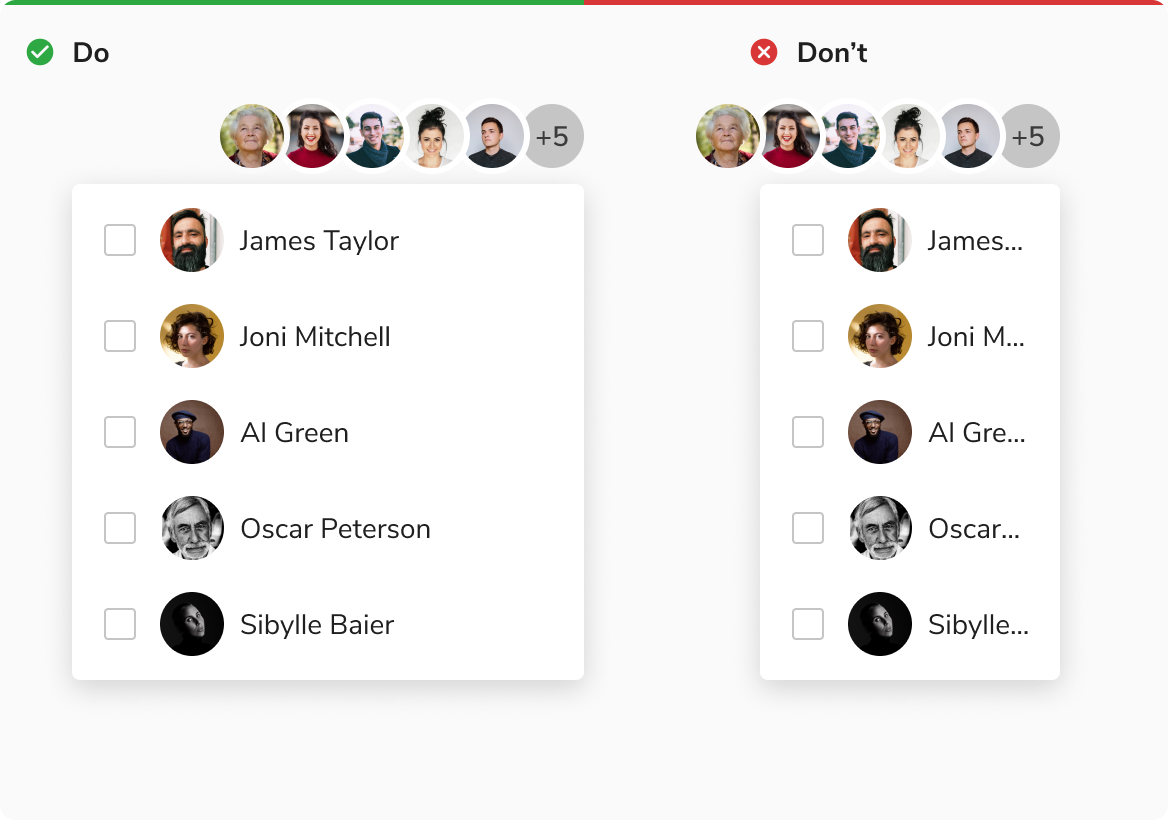 Do
+5
James Taylor
Joni Mitchell
Al Green
Oscar Peterson
Sibylle Baier
Don’t
+5
James...
Joni M...
Al Gre...
Oscar...
Sibylle...